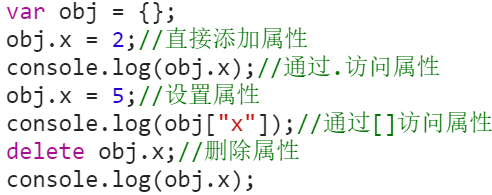 var obj = {};
obj.x = 2;//直接添加属性
console.log(obj.x);//通过.访问属性
obj.x = 5;//设置属性
console.log(obj["x"]);//通过[]访问属性
delete obj.x;//删除属性
console.log(obj.x);